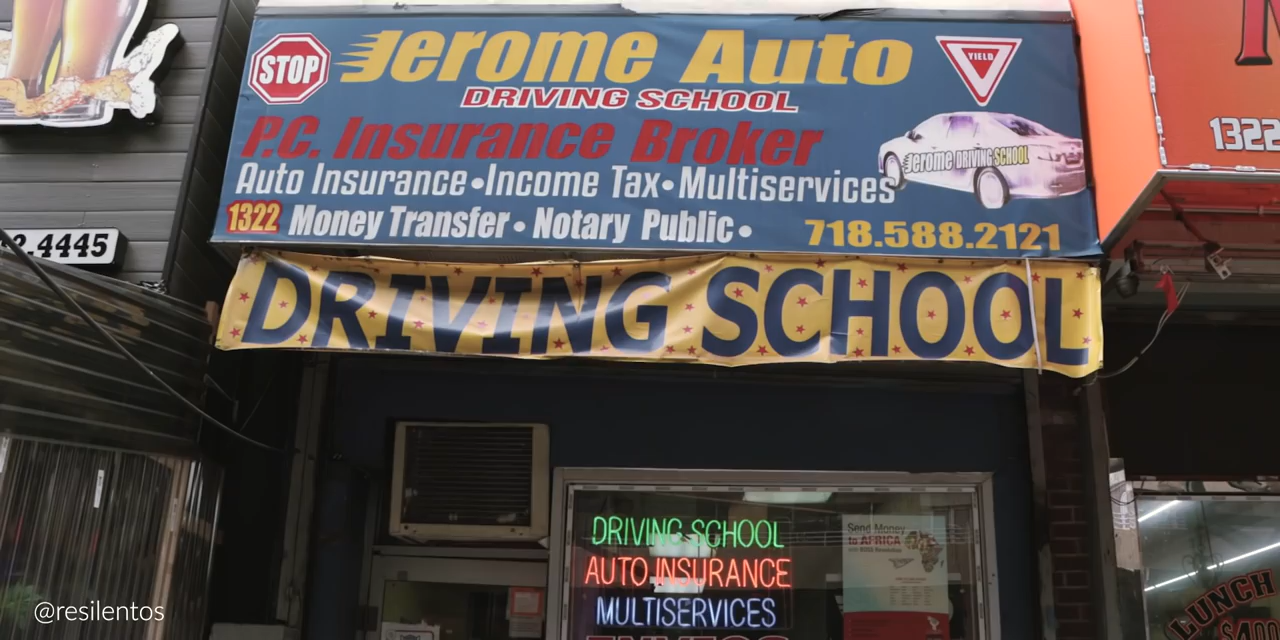 STOP
Jerome Auto
YIELD
DRIVING SCHOOL
P.C. Insurance Broker
Jerome DRIVING SCHOOL
Auto Insurance•Income Tax•Multiservices
1322 Money Transfer• Notary Public•
718.588.2121
1322
2.4445
DRIVING SCHOOL
DRIVING SCHOOL
AUTO INSURANCE
MULTISERVICES
Send Money
to AFRICA
LUNCH
@resilentos